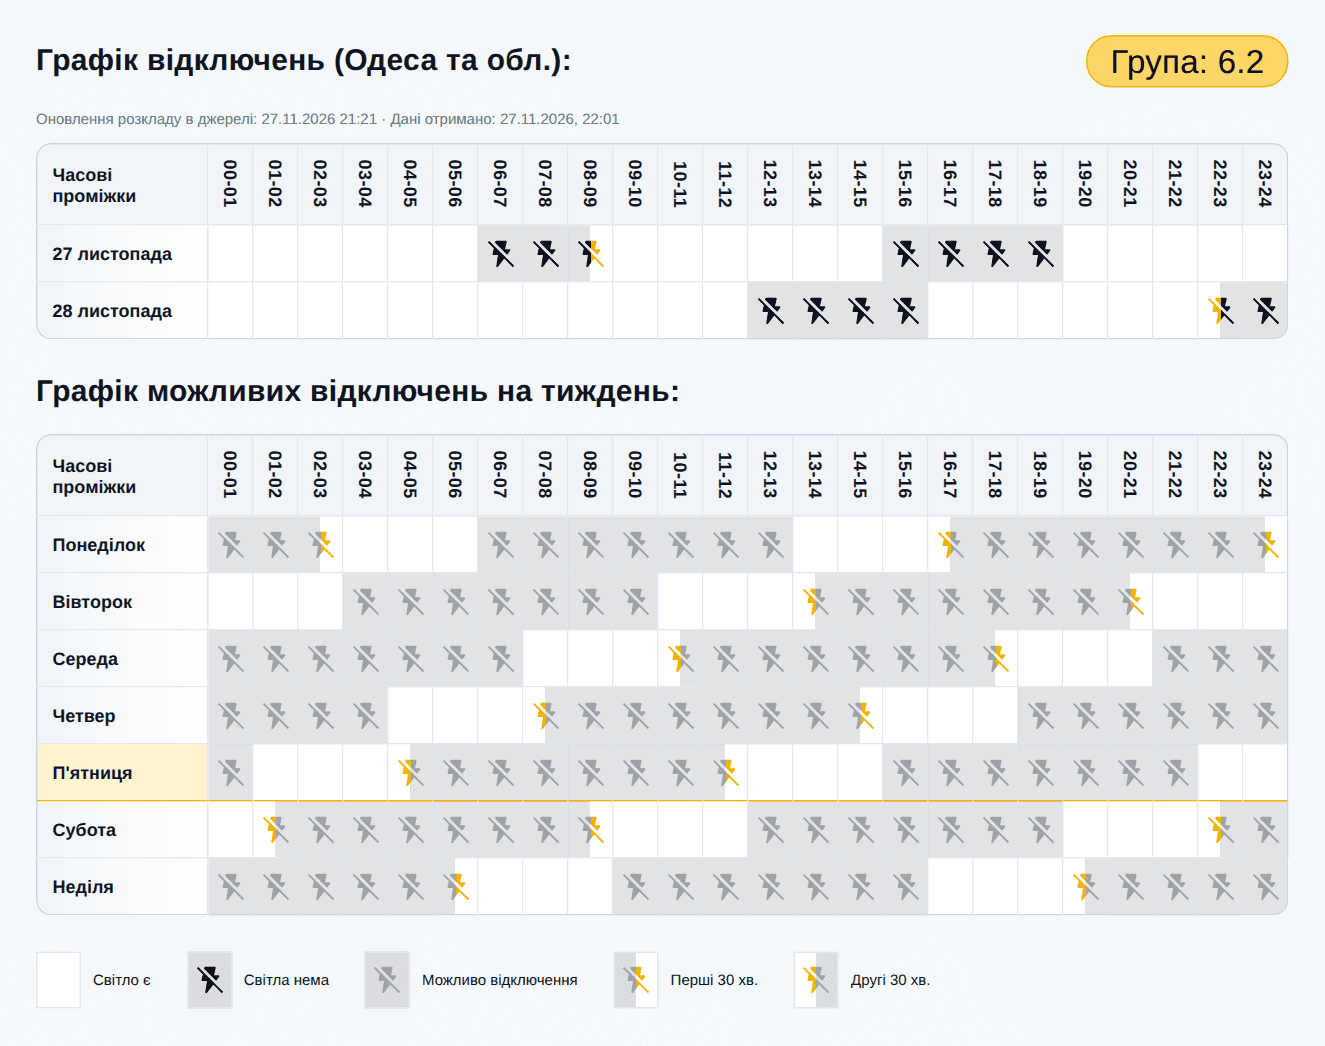 Графік відключень (Одеса та обл.):
Група: 6.2
Оновлення розкладу в джерелі: 27.11.2026 21:21 · Дані отримано: 27.11.2026, 22:01
Часові проміжки 00-01 01-02 02-03 03-04 04-05 05-06 06-07 07-08 08-09 09-10 10-11 11-12 12-13 13-14 14-15 15-16 16-17 17-18 18-19 19-20 20-21 21-22 22-23 23-24
27 листопада
28 листопада
Графік можливих відключень на тиждень:
Часові проміжки 00-01 01-02 02-03 03-04 04-05 05-06 06-07 07-08 08-09 09-10 10-11 11-12 12-13 13-14 14-15 15-16 16-17 17-18 18-19 19-20 20-21 21-22 22-23 23-24
Понеділок
Вівторок
Середа
Четвер
П'ятниця
Субота
Неділя
Світло є Світла нема Можливо відключення Перші 30 хв. Другі 30 хв.